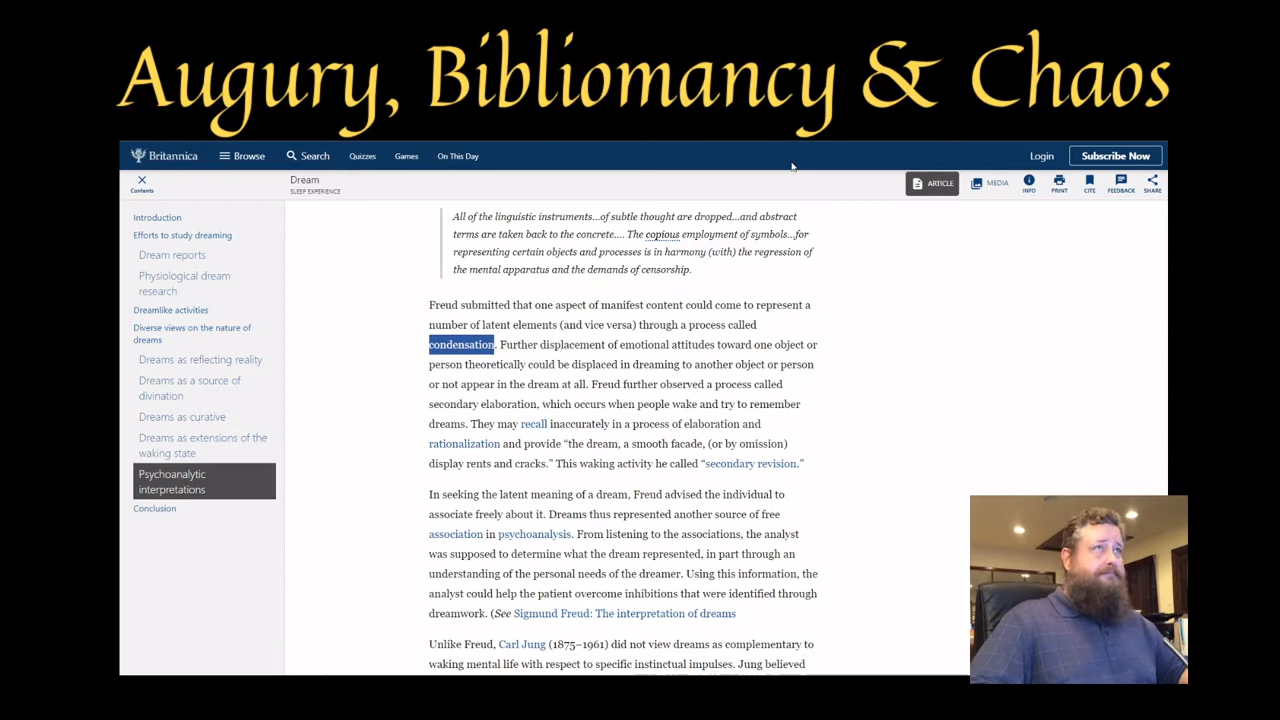 Augury, Bibliomancy & Chaos
Britannica Browse Search Quizzes Games On This Day Login Subscribe Now
Contents
Dream
SLEEP EXPERIENCE
ARTICLE MEDIA INFO PRINT CITE FEEDBACK SHARE
Introduction
Efforts to study dreaming
Dream reports
Physiological dream
research
Dreamlike activities
Diverse views on the nature of
dreams
Dreams as reflecting reality
Dreams as a source of
divination
Dreams as curative
Dreams as extensions of the
waking state
Psychoanalytic
interpretations
Conclusion
All of the linguistic instruments…of subtle thought are dropped…and abstract
terms are taken back to the concrete…. The copious employment of symbols…for
representing certain objects and processes is in harmony (with) the regression of
the mental apparatus and the demands of censorship.
Freud submitted that one aspect of manifest content could come to represent a
number of latent elements (and vice versa) through a process called
condensation. Further displacement of emotional attitudes toward one object or
person theoretically could be displaced in dreaming to another object or person
or not appear in the dream at all. Freud further observed a process called
secondary elaboration, which occurs when people wake and try to remember
dreams. They may recall inaccurately in a process of elaboration and
rationalization and provide “the dream, a smooth facade, (or by omission)
display rents and cracks.” This waking activity he called “secondary revision.”
In seeking the latent meaning of a dream, Freud advised the individual to
associate freely about it. Dreams thus represented another source of free
association in psychoanalysis. From listening to the associations, the analyst
was supposed to determine what the dream represented, in part through an
understanding of the personal needs of the dreamer. Using this information, the
analyst could help the patient overcome inhibitions that were identified through
dreamwork. (See Sigmund Freud: The interpretation of dreams
Unlike Freud, Carl Jung (1875–1961) did not view dreams as complementary to
waking mental life with respect to specific instinctual impulses. Jung believed